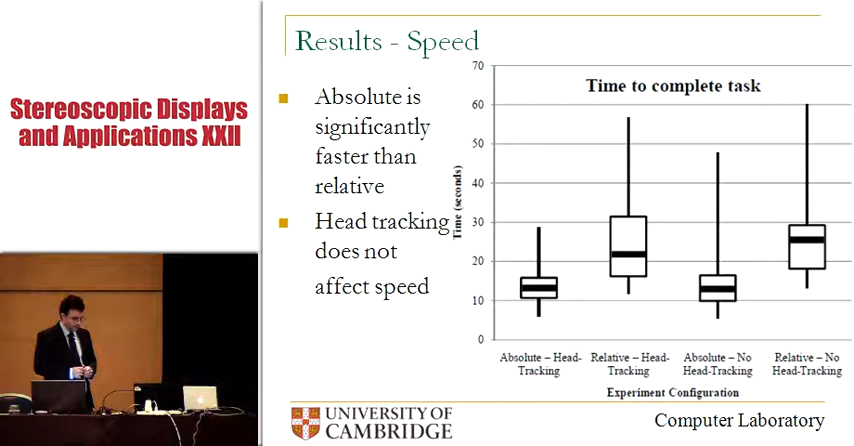 Stereoscopic Displays
and Applications XXII
Results - Speed
Absolute is
significantly
faster than
relative
Head tracking
does not
affect speed
Time to complete task
Time (seconds)
70
60
50
40
30
20
10
0
Absolute – Head-
Tracking
Relative – Head-
Tracking
Absolute – No
Head-Tracking
Relative – No
Head-Tracking
Experiment Configuration
UNIVERSITY OF
CAMBRIDGE
Computer Laboratory